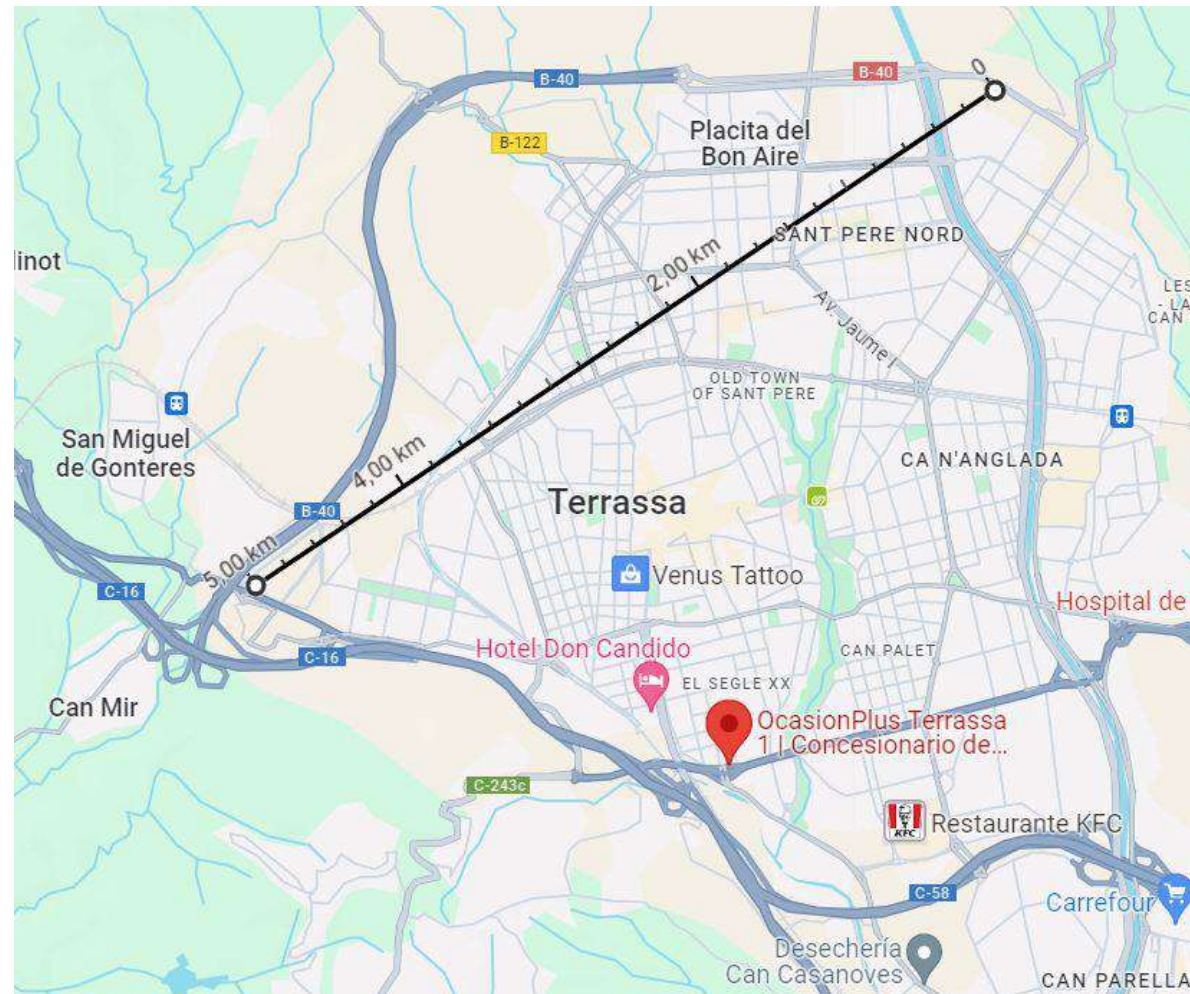 B-40
B-40
0
B-122
Placita del
Bon Aire
SANT PERE NORD
linot
2,00 km
LES
- LA
CAN
Av. Jaume I
OLD TOWN
OF SANT PERE
San Miguel
de Gonteres
4,00 km
CA N'ANGLADA
Terrassa
B-40
5,00 km
Venus Tattoo
C-16
Hospital de
Hotel Don Candido
C-16
CAN PALET
EL SEGLE XX
Can Mir
OcasionPlus Terrassa
1 | Concesionario de...
C-243c
KFC
Restaurante KFC
C-58
Carrefour
Desechería
Can Casanoves
CAN PARELLA